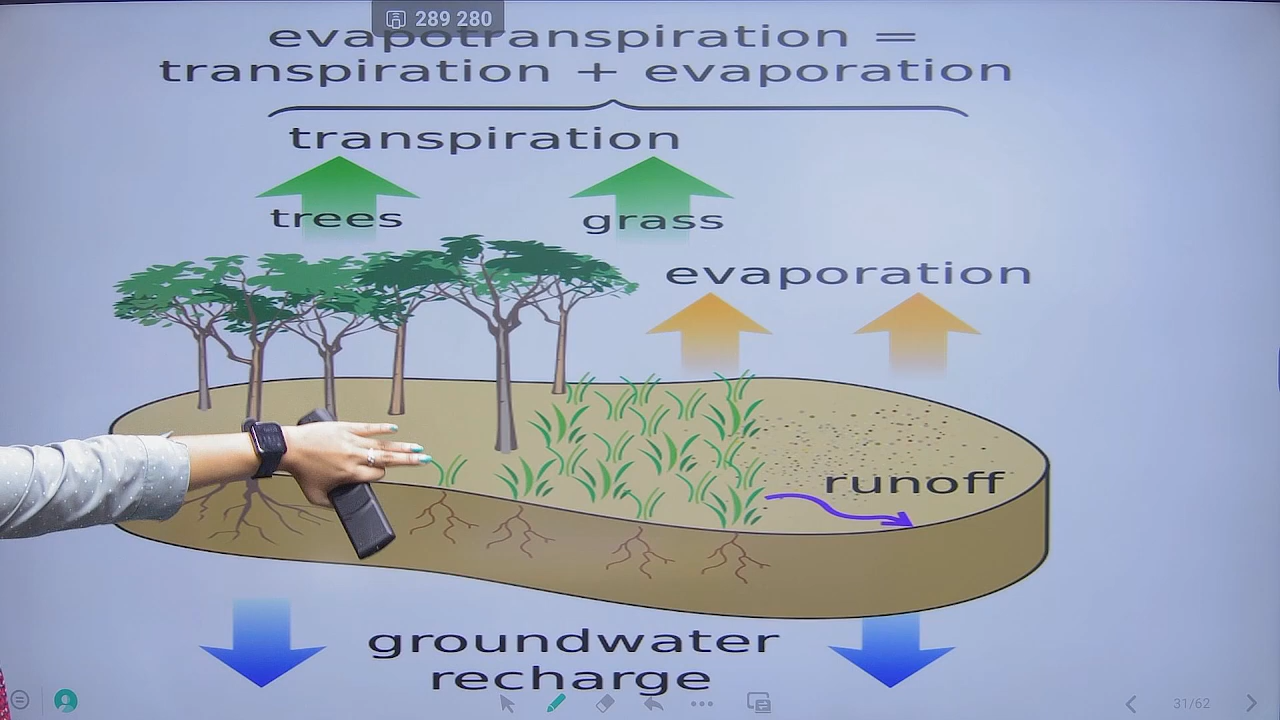 289 280
evapotranspiration =
transpiration + evaporation
transpiration
trees
grass
evaporation
runoff
groundwater
recharge
31/62